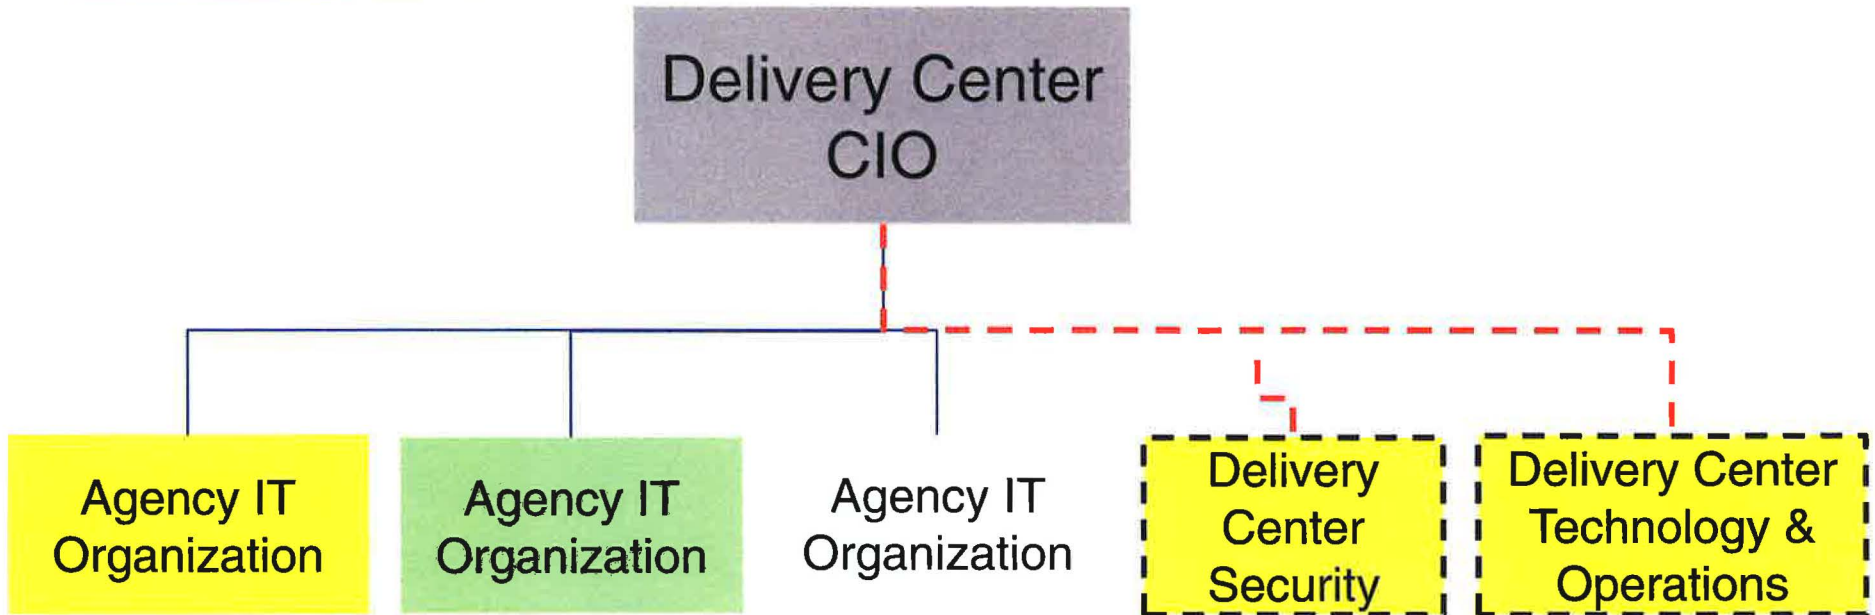 Delivery Center
CIO
Agency IT
Organization
Agency IT
Organization
Agency IT
Organization
Delivery
Center
Security
Delivery Center
Technology &
Operations